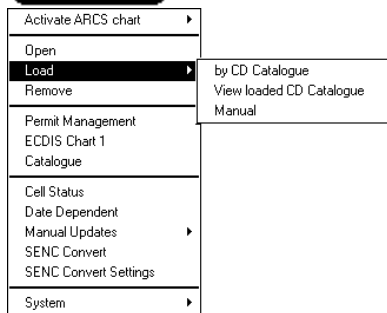 Activate ARCS chart
Open
Load
by CD Catalogue
Remove
View loaded CD Catalogue
Manual
Permit Management
ECDIS Chart 1
Catalogue
Cell Status
Date Dependent
Manual Updates
SENC Convert
SENC Convert Settings
System